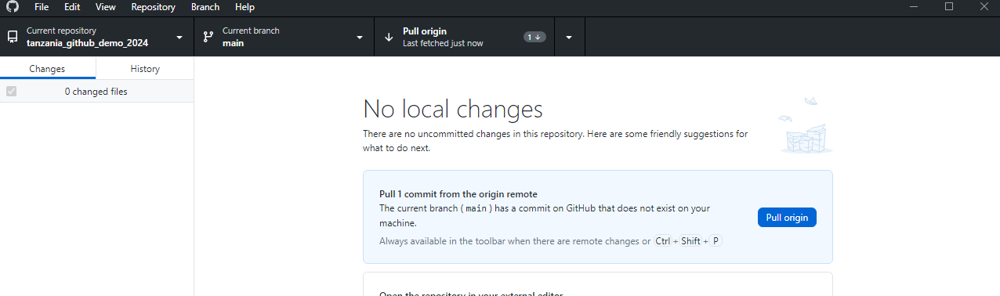 File Edit View Repository Branch Help
Current repository
tanzania_github_demo_2024
Current branch
main
Pull origin
Last fetched just now
1
Changes
History
0 changed files
No local changes
There are no uncommitted changes in this repository. Here are some friendly suggestions for
what to do next.
Pull 1 commit from the origin remote
The current branch ( main ) has a commit on GitHub that does not exist on your
machine.
Always available in the toolbar when there are remote changes or Ctrl + Shift + P
Pull origin
Open the repository in your external editor